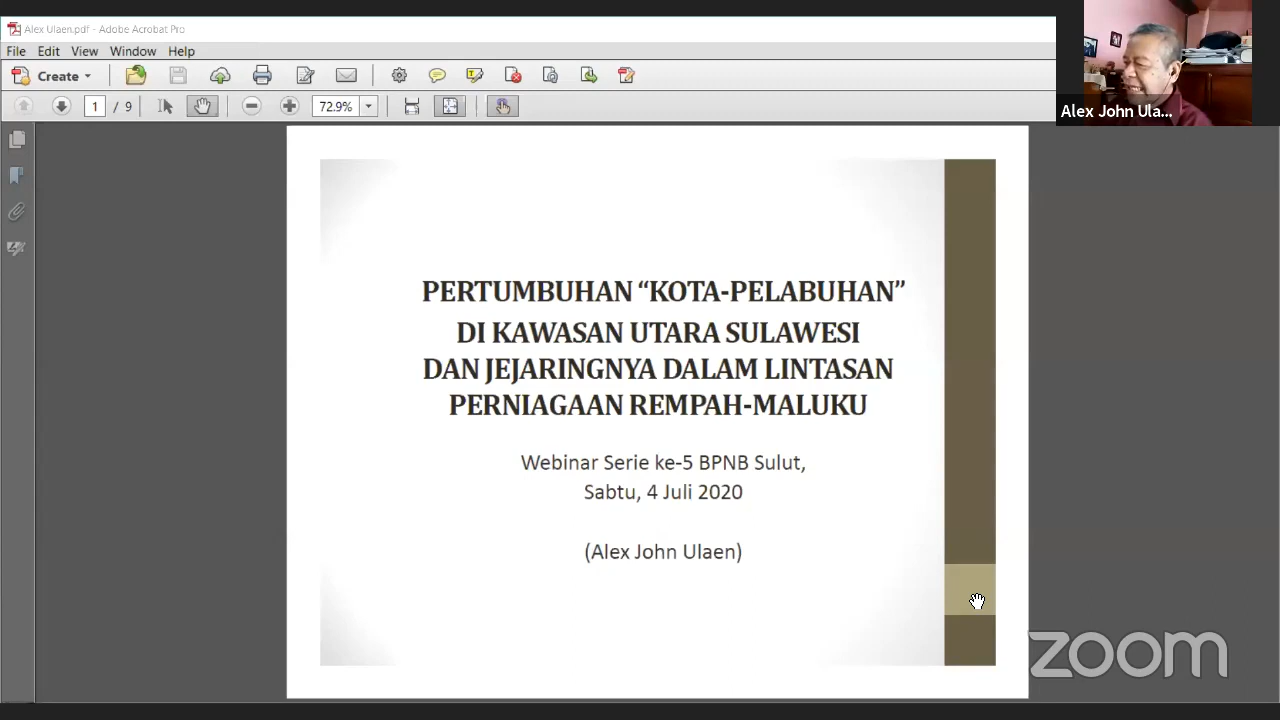 Alex Ulaen.pdf - Adobe Acrobat Pro
File Edit View Window Help
Create
1 / 9 72.9%
Alex John Ula...
PERTUMBUHAN “KOTA-PELABUHAN”
DI KAWASAN UTARA SULAWESI
DAN JEJARINGNYA DALAM LINTASAN
PERNIAGAAN REMPAH-MALUKU
Webinar Serie ke-5 BPNB Sulut,
Sabtu, 4 Juli 2020
(Alex John Ulaen)
zoom